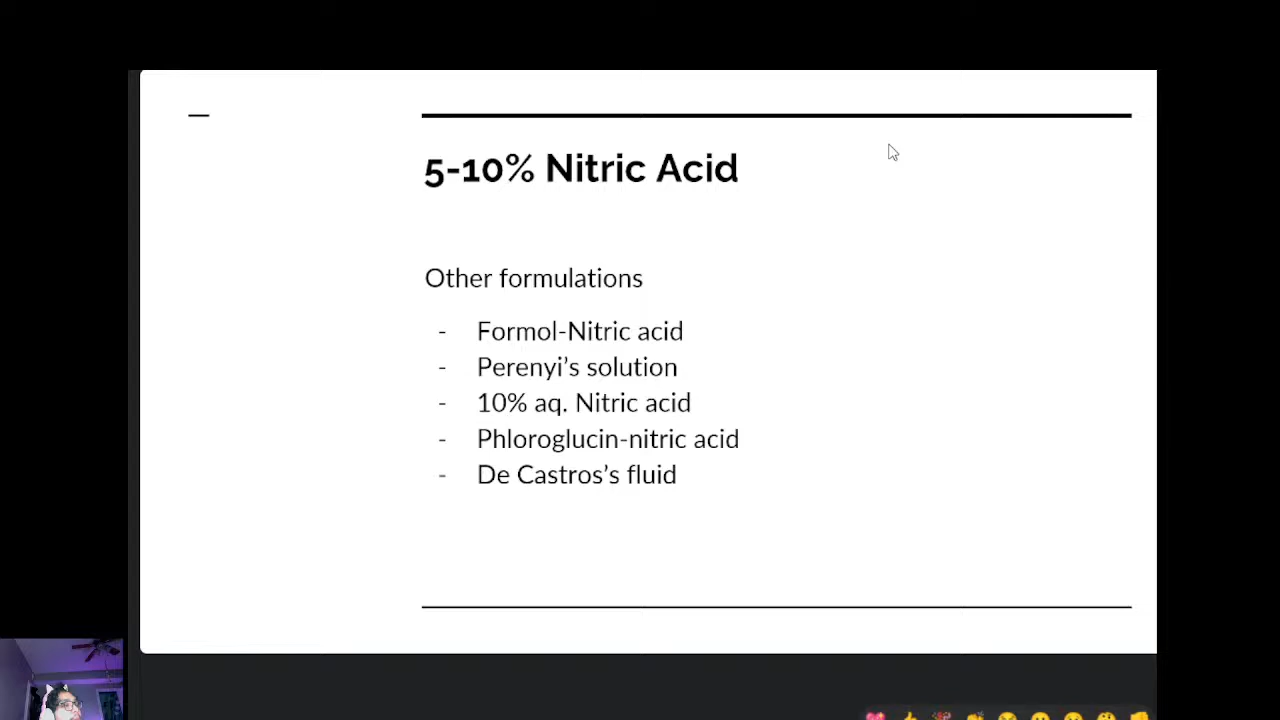 5-10% Nitric Acid
Other formulations
- Formol-Nitric acid
- Perenyi’s solution
- 10% aq. Nitric acid
- Phloroglucin-nitric acid
- De Castros’s fluid